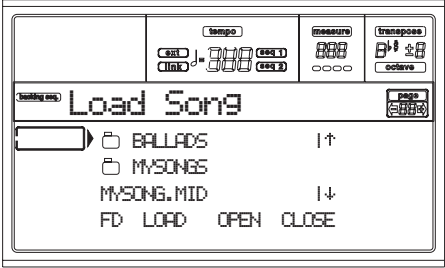 tempo measure transpose
ext seq 1
link seq 2
octave
backing seq. Load Song page
BALLADS
MYSONGS
MYSONG.MID
FD LOAD OPEN CLOSE